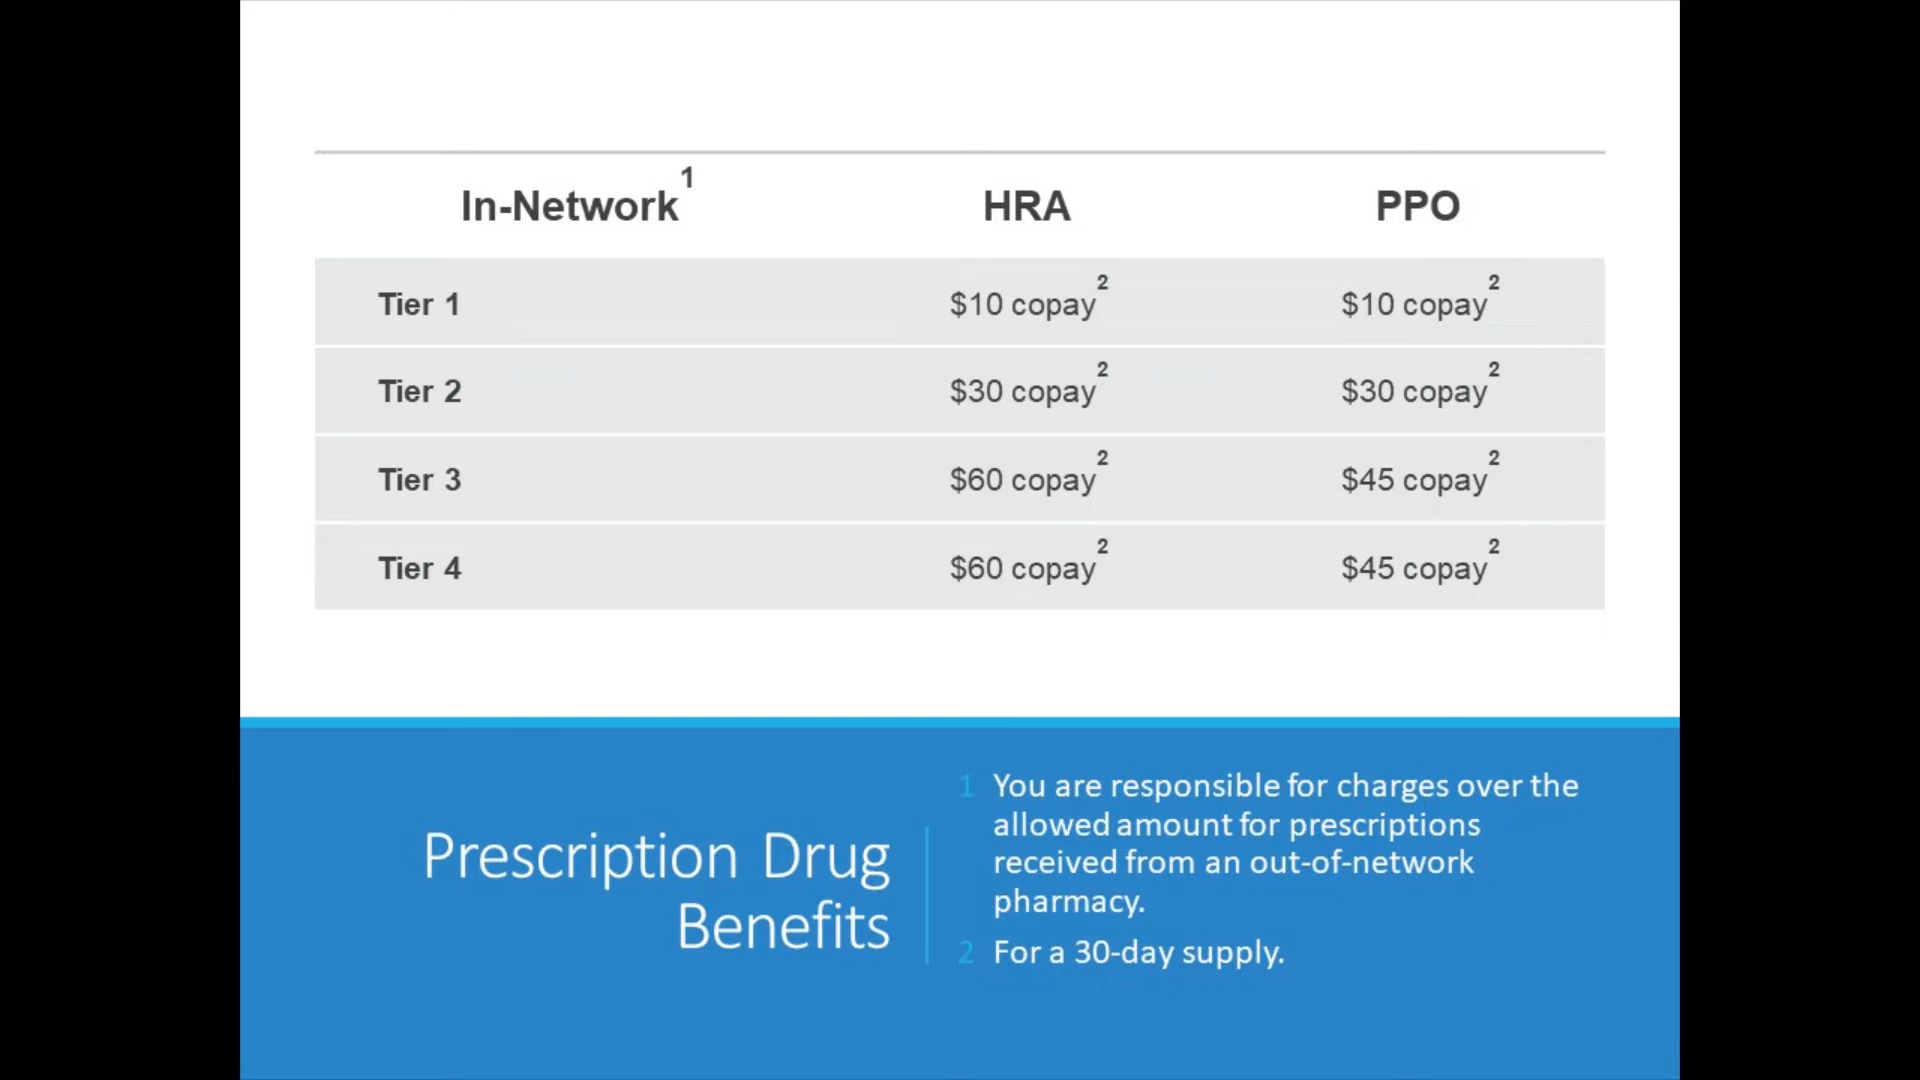 In-Network1 HRA PPO
Tier 1 $10 copay2 $10 copay2
Tier 2 $30 copay2 $30 copay2
Tier 3 $60 copay2 $45 copay2
Tier 4 $60 copay2 $45 copay2
Prescription Drug
Benefits
1 You are responsible for charges over the
allowed amount for prescriptions
received from an out-of-network
pharmacy.
2 For a 30-day supply.